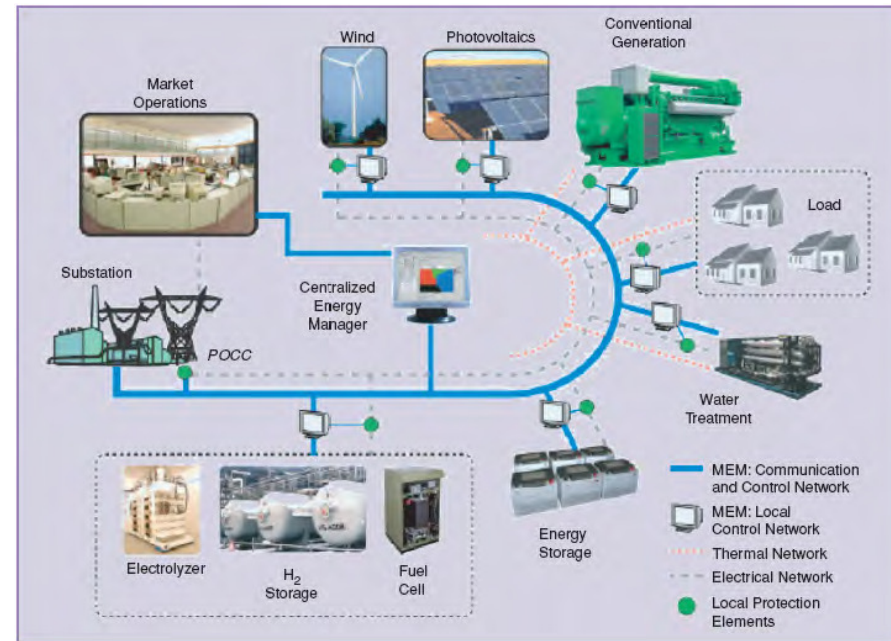 Wind
Photovoltaics
Conventional
Generation
Market
Operations
Load
Substation
Centralized
Energy
Manager
POCC
Water
Treatment
Energy
Storage
Electrolyzer
H2
Storage
Fuel
Cell
MEM: Communication
and Control Network
MEM: Local
Control Network
Thermal Network
Electrical Network
Local Protection
Elements